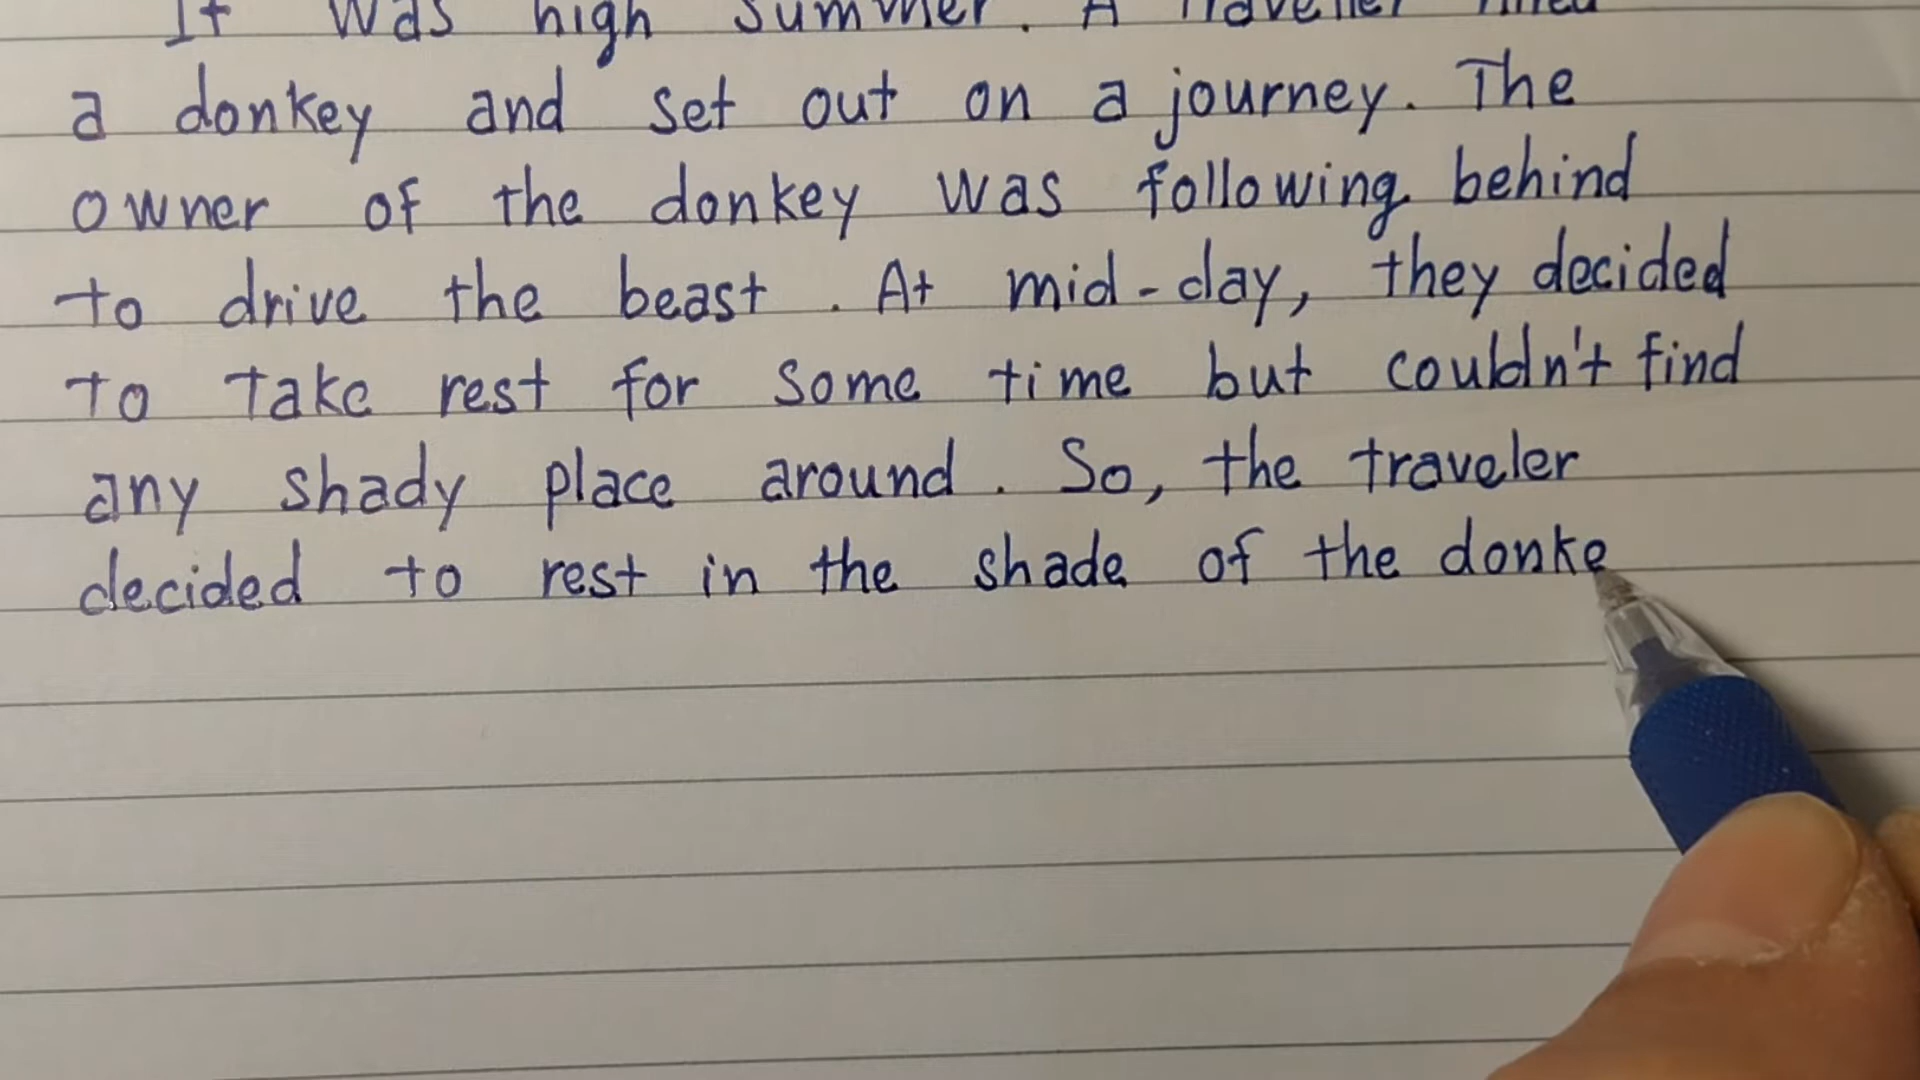 It was high summer. A traveller hired
a donkey and set out on a journey. The
owner of the donkey was following behind
to drive the beast. At mid-day, they decided
to take rest for some time but couldn't find
any shady place around. So, the traveler
decided to rest in the shade of the donke